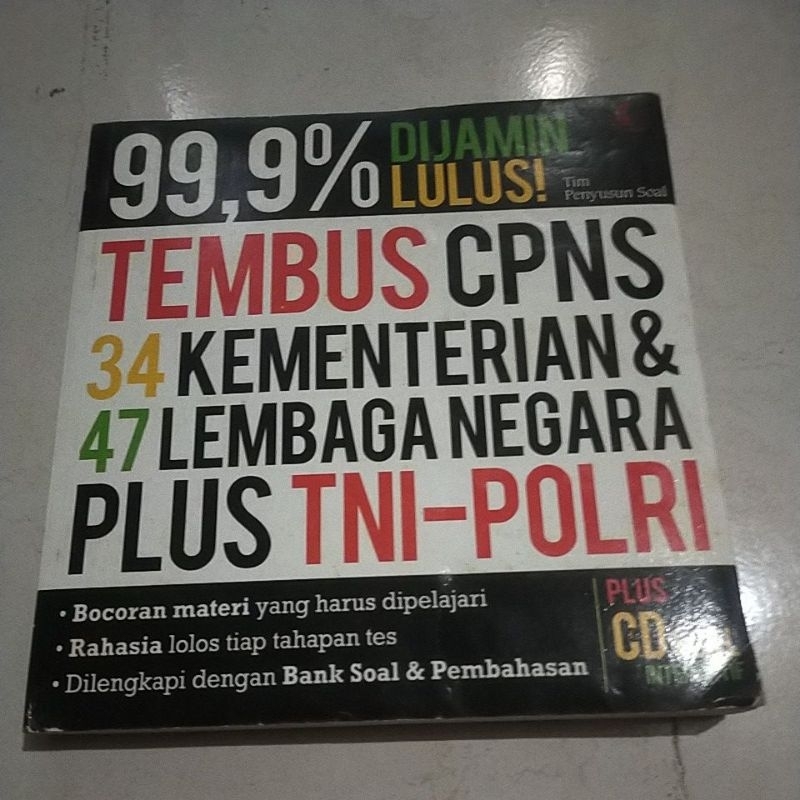 99,9% DIJAMIN
LULUS!
Tim
Penyusun Soal
TEMBUS CPNS
34 KEMENTERIAN &
47 LEMBAGA NEGARA
PLUS TNI-POLRI
• Bocoran materi yang harus dipelajari
• Rahasia lolos tiap tahapan tes
• Dilengkapi dengan Bank Soal & Pembahasan
PLUS
CD